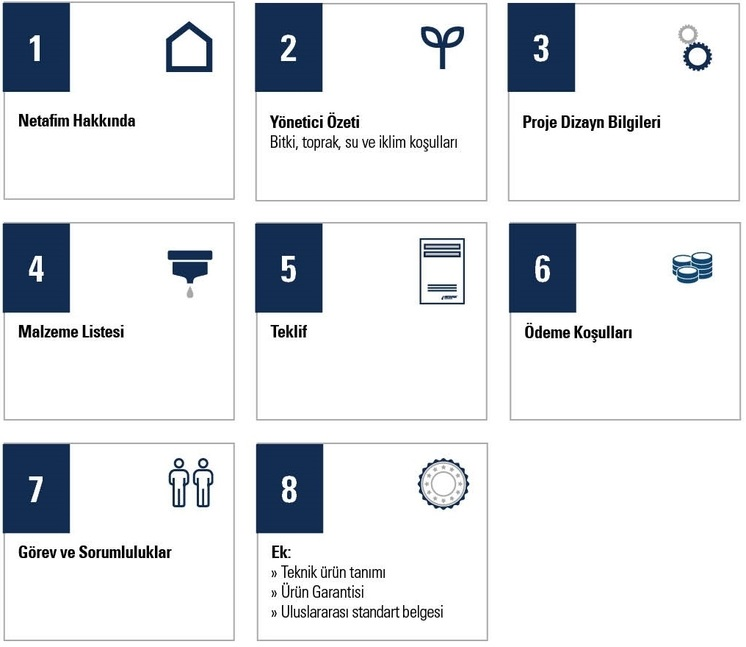 1
Netafim Hakkında
2
Yönetici Özeti
Bitki, toprak, su ve iklim koşulları
3
Proje Dizayn Bilgileri
4
Malzeme Listesi
5
Teklif
6
Ödeme Koşulları
7
Görev ve Sorumluluklar
8
Ek:
» Teknik ürün tanımı
» Ürün Garantisi
» Uluslararası standart belgesi